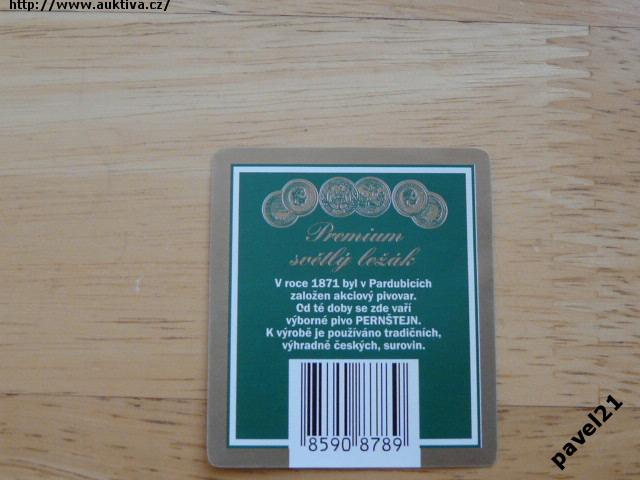 http://www.auktiva.cz/
Premium
světlý ležák
V roce 1871 byl v Pardubicích
založen akciový pivovar.
Od té doby se zde vaří
výborné pivo PERNŠTEJN.
K výrobě je používáno tradičních,
výhradně českých, surovin.
8590 8789
pavel21